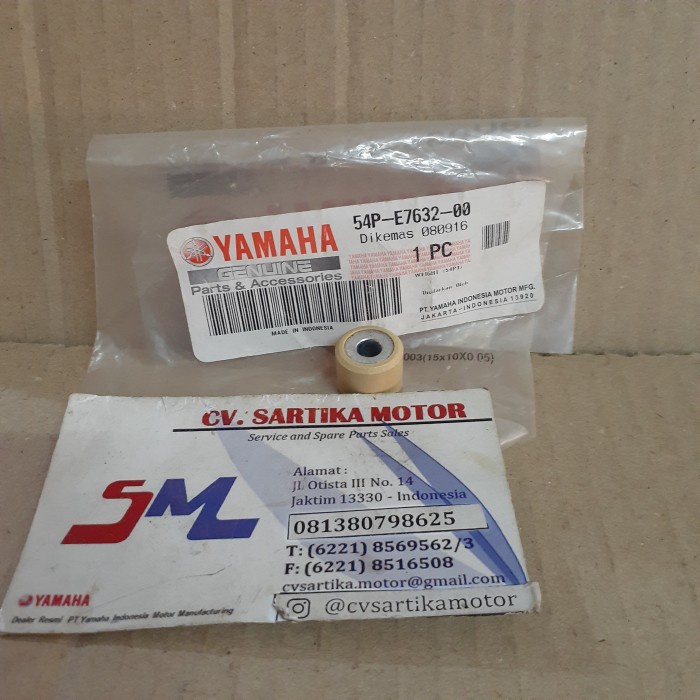 YAMAHA
GENUINE
Parts & Accessories
54P-E7632-00
Dikemas 080916
1 PC
WEIGHT (54P1)
MADE IN INDONESIA
PT.YAMAHA INDONESIA MOTOR MFG.
JAKARTA-INDONESIA 13920
003(15x10X0.05)
CV. SARTIKA MOTOR
Service and Spare Parts Sales
SML
Alamat :
Jl. Otista III No. 14
Jaktim 13330 - Indonesia
081380798625
T: (6221) 8569562/3
F: (6221) 8516508
cvsartika.motor@gmail.com
@cvsartikamotor
YAMAHA
Dealer Resmi PT.Yamaha Indonesia Motor Manufacturing